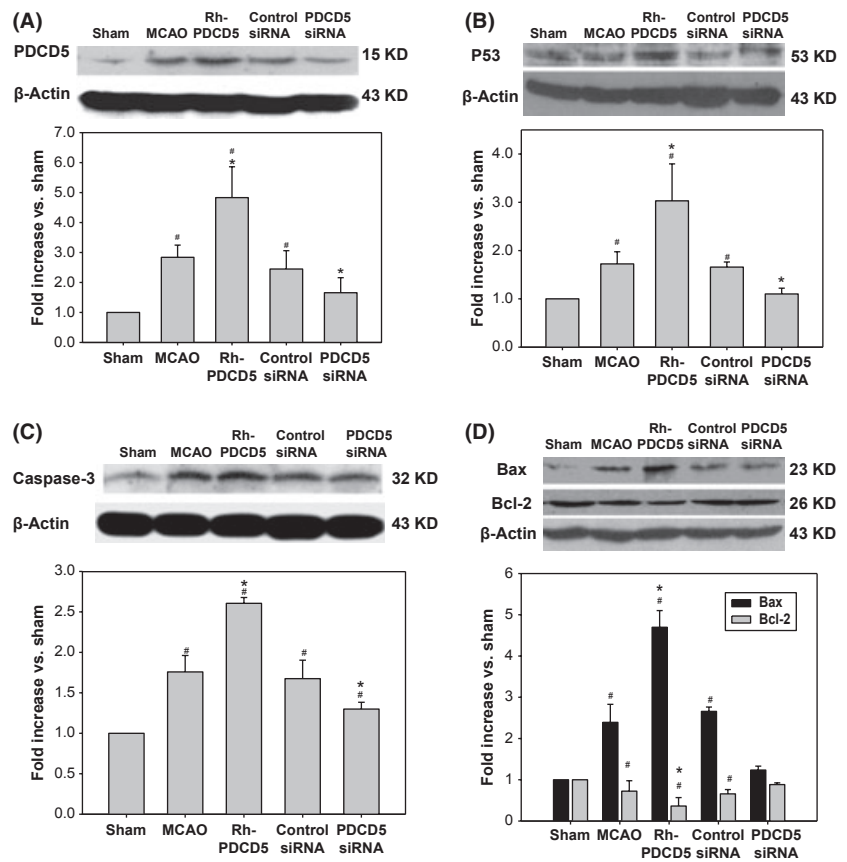 (A)
Sham MCAO Rh-PDCD5 Control siRNA PDCD5 siRNA
PDCD5 15 KD
β-Actin 43 KD
Fold increase vs. sham
7.0
6.0
5.0
4.0
3.0
2.0
1.0
0.0
#
#
*
#
*
Sham MCAO Rh-PDCD5 Control siRNA PDCD5 siRNA
(B)
Sham MCAO Rh-PDCD5 Control siRNA PDCD5 siRNA
P53 53 KD
β-Actin 43 KD
Fold increase vs. sham
4.0
3.0
2.0
1.0
0.0
#
*
#
#
*
Sham MCAO Rh-PDCD5 Control siRNA PDCD5 siRNA
(C)
Sham MCAO Rh-PDCD5 Control siRNA PDCD5 siRNA
Caspase-3 32 KD
β-Actin 43 KD
Fold increase vs. sham
3.0
2.5
2.0
1.5
1.0
0.5
0.0
#
*
#
#
*
#
Sham MCAO Rh-PDCD5 Control siRNA PDCD5 siRNA
(D)
Sham MCAO Rh-PDCD5 Control siRNA PDCD5 siRNA
Bax 23 KD
Bcl-2 26 KD
β-Actin 43 KD
Fold increase vs. sham
6
5
4
3
2
1
0
Bax
Bcl-2
#
#
*
#
*
#
#
#
Sham MCAO Rh-PDCD5 Control siRNA PDCD5 siRNA